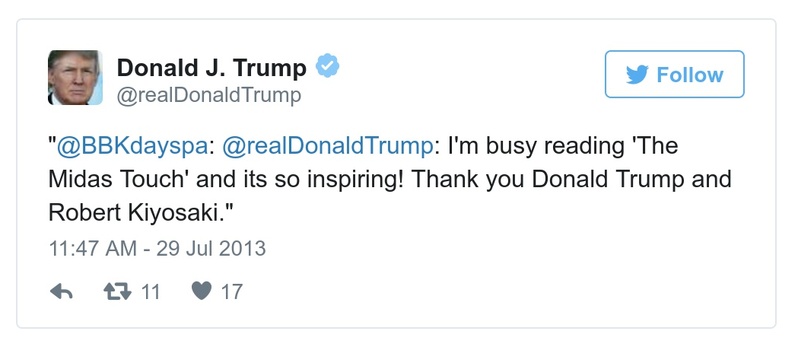 Donald J. Trump
@realDonaldTrump
Follow
"@BBKdayspa: @realDonaldTrump: I'm busy reading 'The
Midas Touch' and its so inspiring! Thank you Donald Trump and
Robert Kiyosaki."
11:47 AM - 29 Jul 2013
11 17